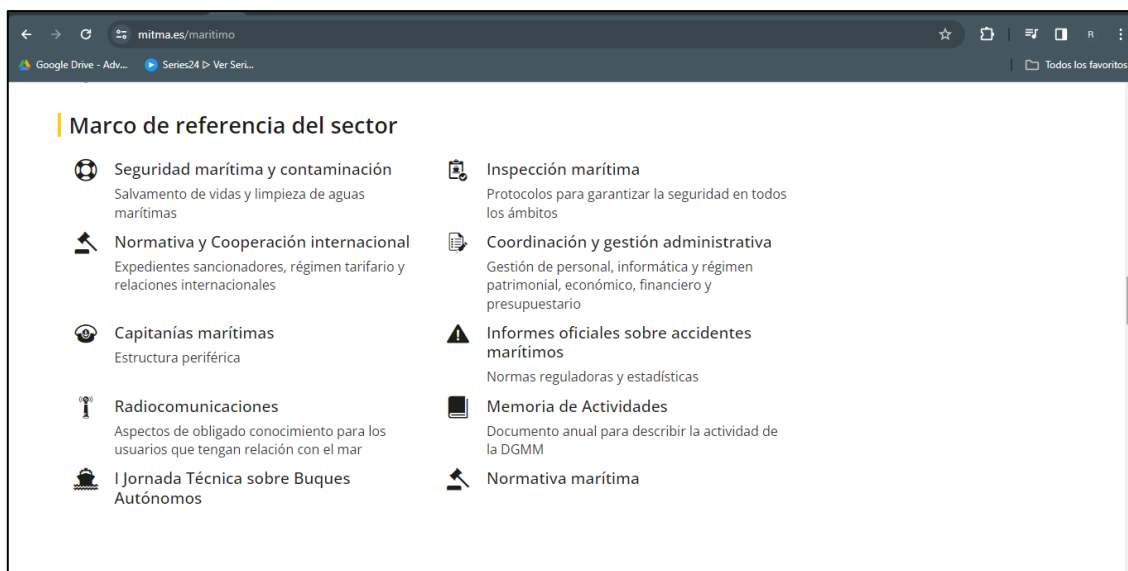 mitma.es/maritimo
R
Google Drive - Adv...
Series24 ▷ Ver Seri...
Todos los favoritos
Marco de referencia del sector
Seguridad marítima y contaminación
Salvamento de vidas y limpieza de aguas
marítimas
Inspección marítima
Protocolos para garantizar la seguridad en todos
los ámbitos
Normativa y Cooperación internacional
Expedientes sancionadores, régimen tarifario y
relaciones internacionales
Coordinación y gestión administrativa
Gestión de personal, informática y régimen
patrimonial, económico, financiero y
presupuestario
Capitanías marítimas
Estructura periférica
Informes oficiales sobre accidentes
marítimos
Normas reguladoras y estadísticas
Radiocomunicaciones
Aspectos de obligado conocimiento para los
usuarios que tengan relación con el mar
Memoria de Actividades
Documento anual para describir la actividad de
la DGMM
I Jornada Técnica sobre Buques
Autónomos
Normativa marítima